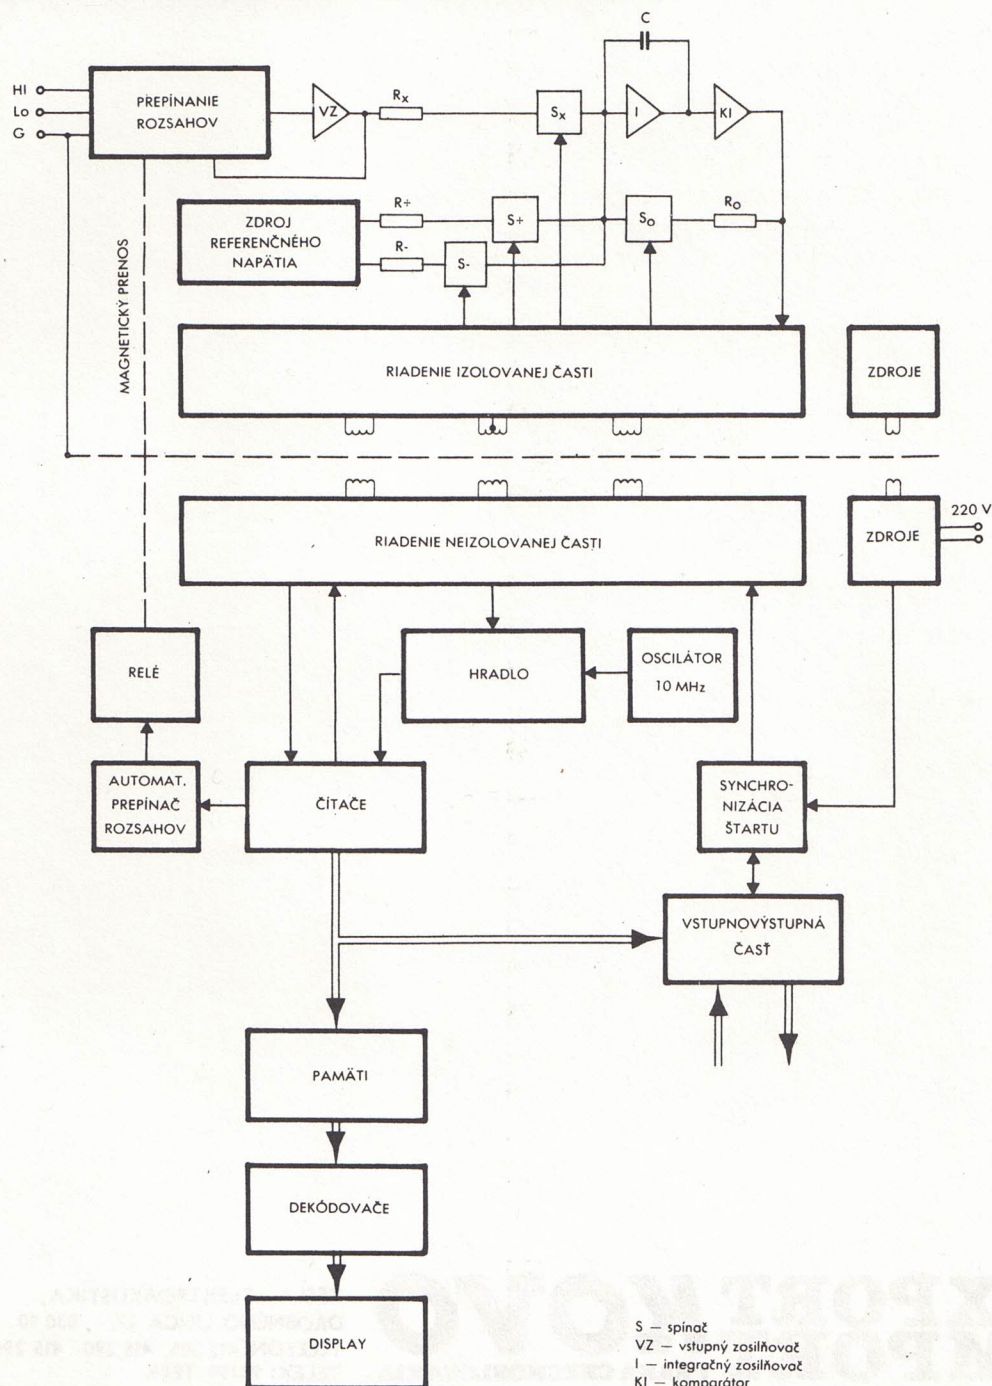 C
HI
Lo
G
PREPÍNANIE
ROZSAHOV
VZ
Rx
Sx
I
KI
ZDROJ
REFERENČNÉHO
NAPÄTIA
R+
R-
S+
S-
So
Ro
MAGNETICKÝ PRENOS
RIADENIE IZOLOVANEJ ČASTI
ZDROJE
RIADENIE NEIZOLOVANEJ ČASTI
ZDROJE
220 V
RELÉ
HRADLO
OSCILÁTOR
10 MHz
AUTOMAT.
PREPÍNAČ
ROZSAHOV
ČÍTAČE
SYNCHRO-
NIZÁCIA
ŠTARTU
VSTUPNOVÝSTUPNÁ
ČASŤ
PAMÄTI
DEKÓDOVAČE
DISPLAY
S — spínač
VZ — vstupný zosilňovač
I — integračný zosilňovač
KI — komparátor